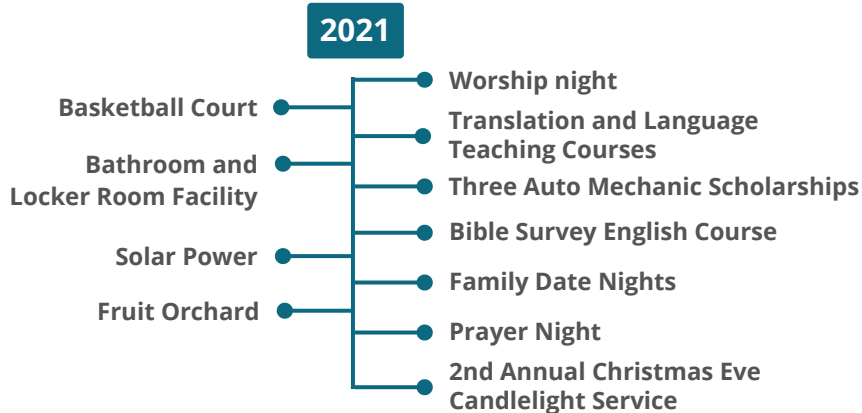 2021
Basketball Court
Bathroom and
Locker Room Facility
Solar Power
Fruit Orchard
Worship night
Translation and Language
Teaching Courses
Three Auto Mechanic Scholarships
Bible Survey English Course
Family Date Nights
Prayer Night
2nd Annual Christmas Eve
Candlelight Service